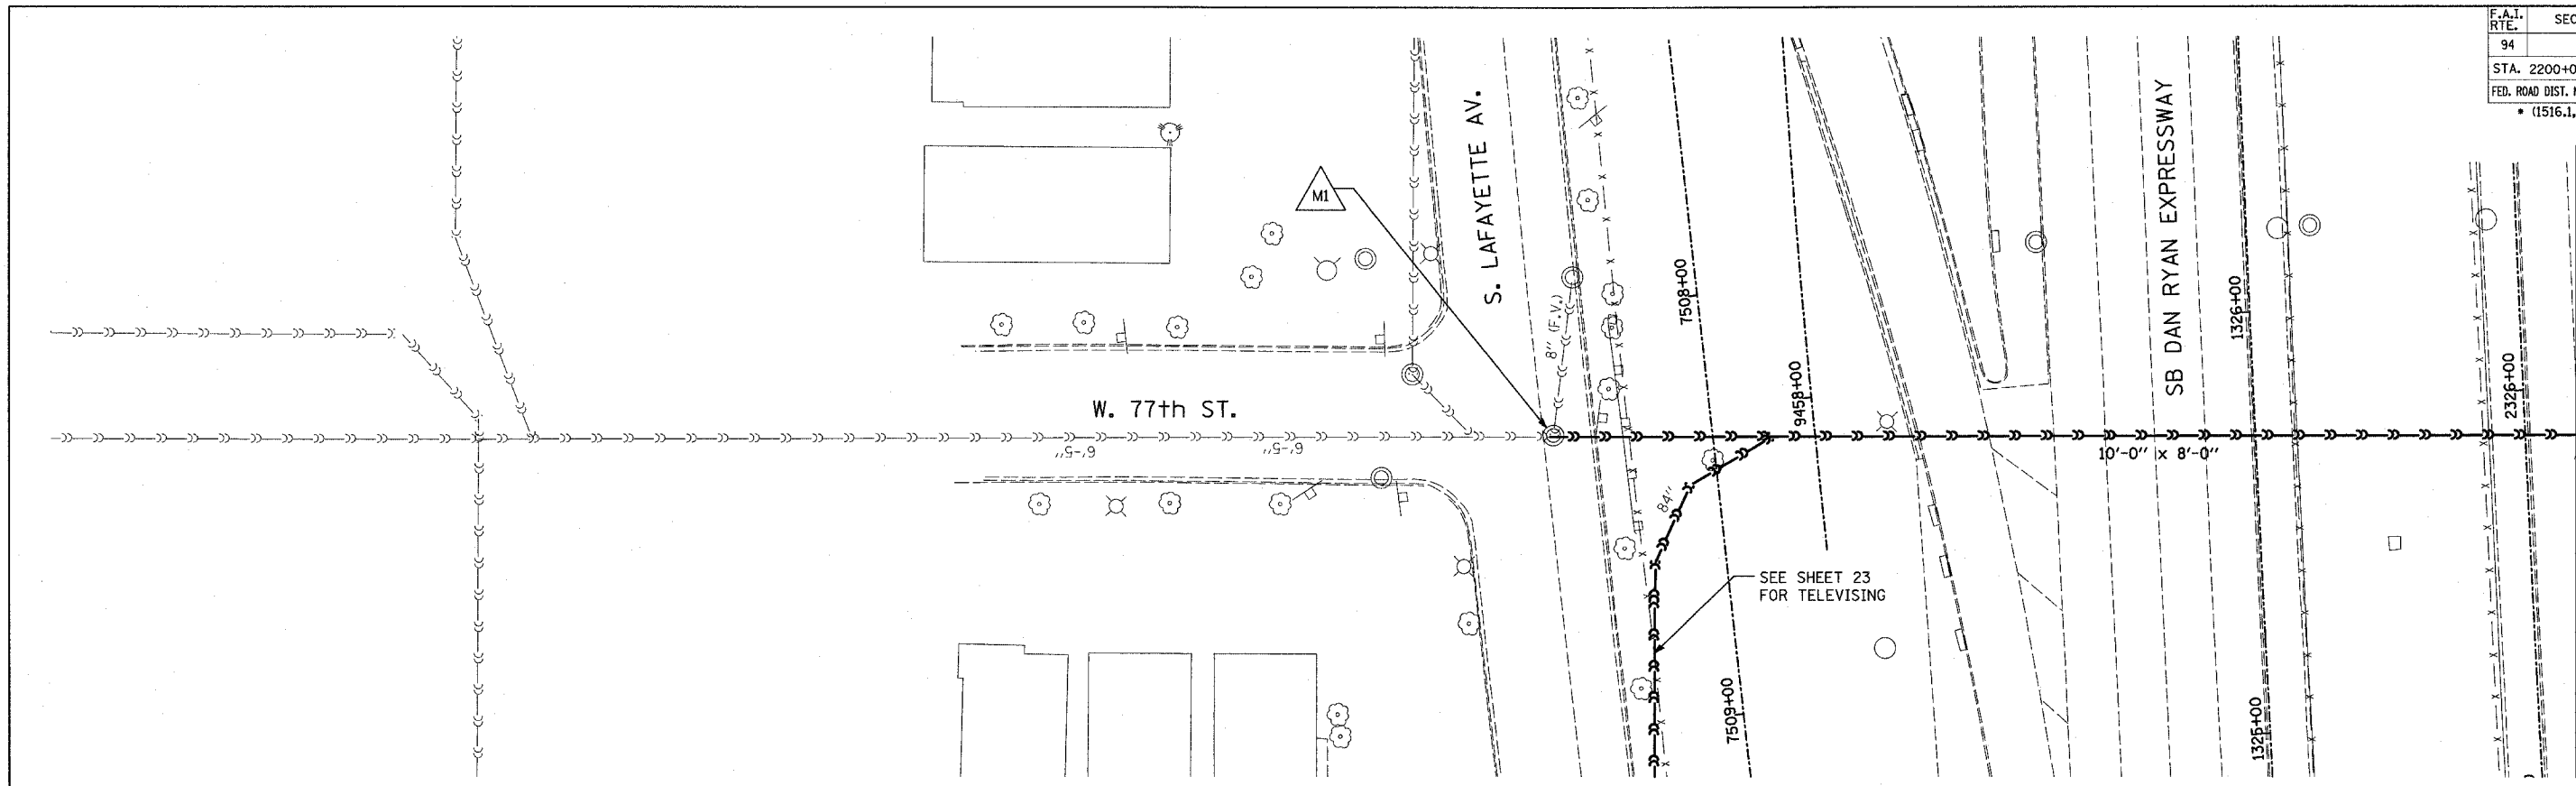 F.A.I. RTE.
SEC
94
STA. 2200+0
FED. ROAD DIST. N
* (1516.1,
M1
S. LAFAYETTE AV.
8" (F.V.)
7508+00
9458+00
SB DAN RYAN EXPRESSWAY
1326+00
2326+00
W. 77th ST.
6'-5"
6'-5"
10'-0" x 8'-0"
84"
SEE SHEET 23
FOR TELEVISING
7509+00
1325+00